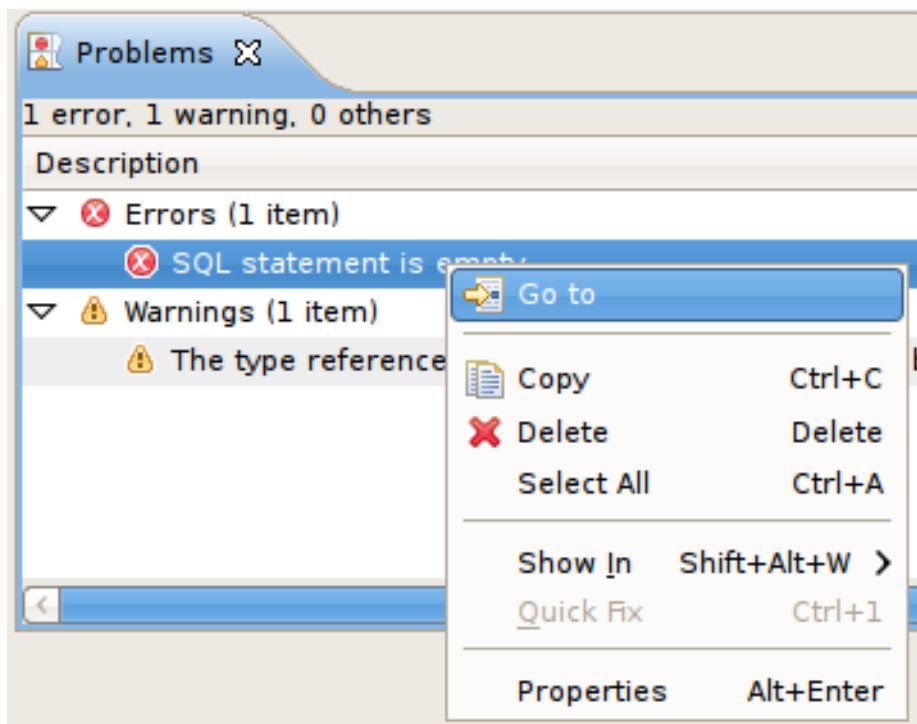 Problems
1 error, 1 warning, 0 others
Description
Errors (1 item)
SQL statement is empty
Go to
Warnings (1 item)
The type reference
Copy Ctrl+C
Delete Delete
Select All Ctrl+A
Show In Shift+Alt+W
Quick Fix Ctrl+1
Properties Alt+Enter